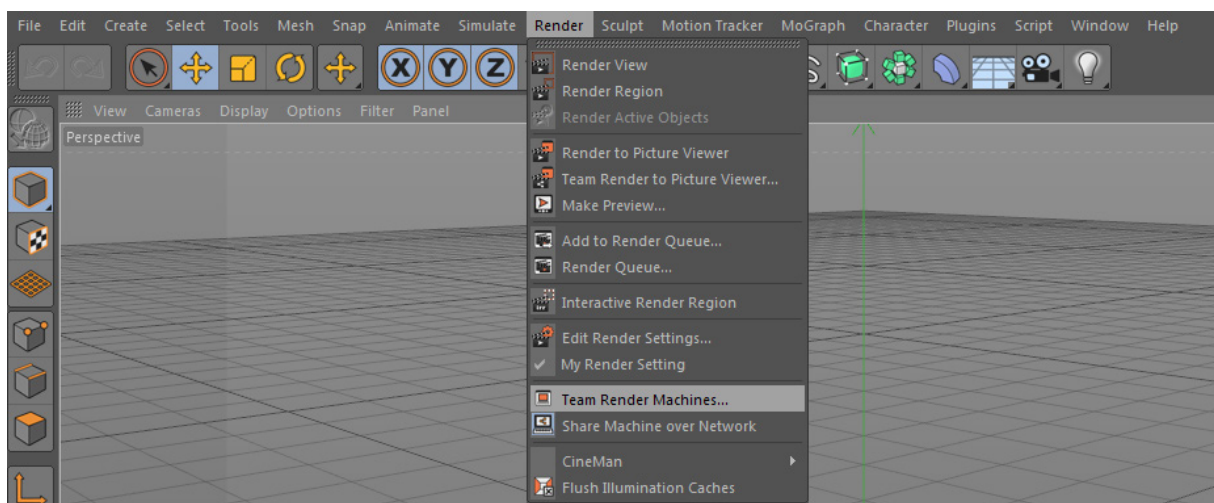 File Edit Create Select Tools Mesh Snap Animate Simulate Render Sculpt Motion Tracker MoGraph Character Plugins Script Window Help
X Y Z
View Cameras Display Options Filter Panel
Perspective
Render View
Render Region
Render Active Objects
Render to Picture Viewer
Team Render to Picture Viewer...
Make Preview...
Add to Render Queue...
Render Queue...
Interactive Render Region
Edit Render Settings...
My Render Setting
Team Render Machines...
Share Machine over Network
CineMan
Flush Illumination Caches